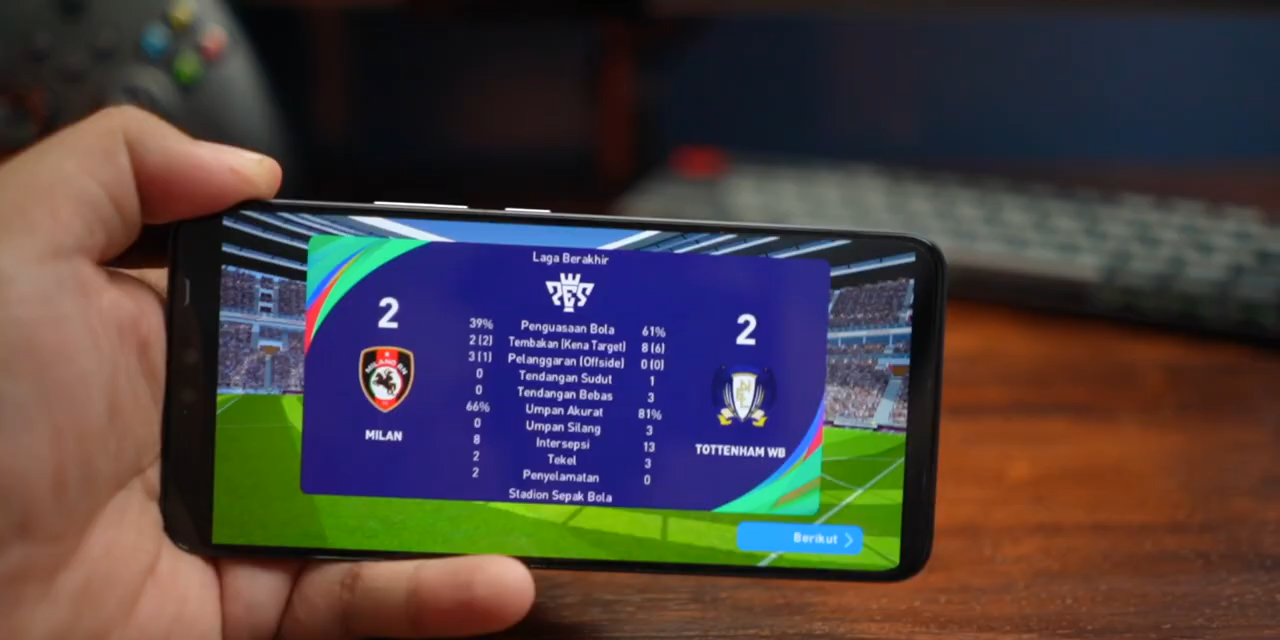 Laga Berakhir
PES
2 2
39% Penguasaan Bola 61%
2 (2) Tembakan (Kena Target) 8 (6)
3 (1) Pelanggaran (Offside) 0 (0)
0 Tendangan Sudut 1
0 Tendangan Bebas 3
66% Umpan Akurat 81%
0 Umpan Silang 3
8 Intersepsi 13
2 Tekel 3
2 Penyelamatan 0
MILANO RN
MILAN
TOTTENHAM WB
Stadion Sepak Bola
Berikut